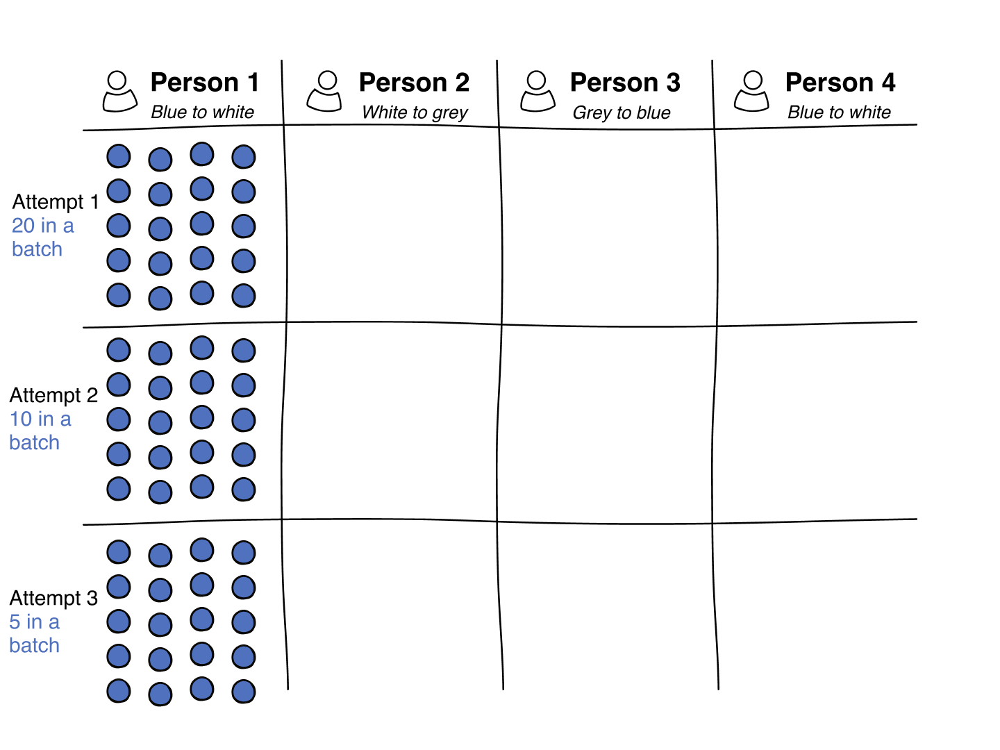 Person 1
Blue to white
Person 2
White to grey
Person 3
Grey to blue
Person 4
Blue to white
Attempt 1
20 in a
batch
Attempt 2
10 in a
batch
Attempt 3
5 in a
batch